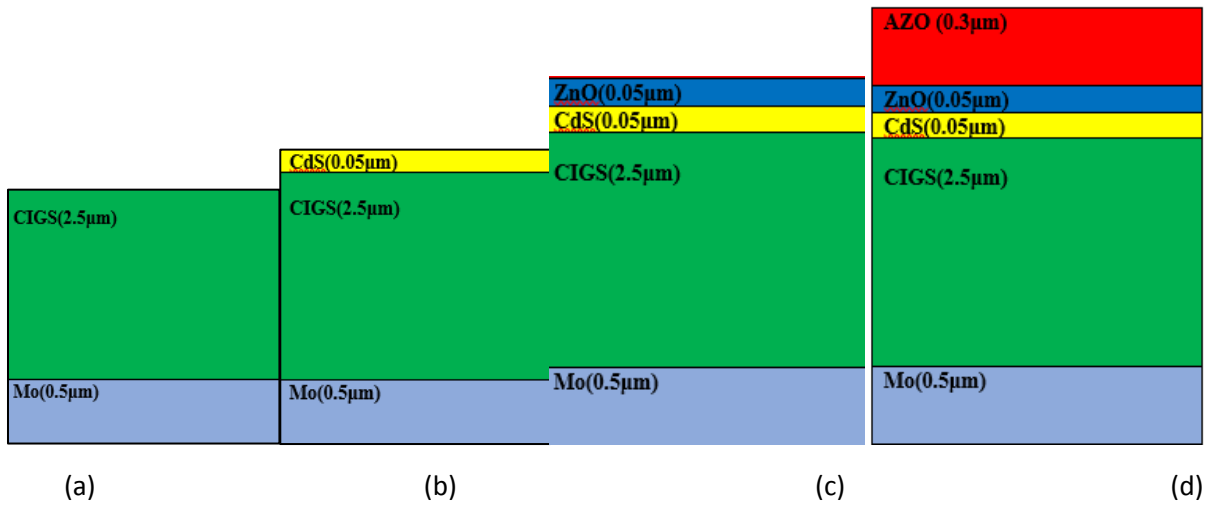 CIGS(2.5μm)
Mo(0.5μm)
(a)
CdS(0.05μm)
CIGS(2.5μm)
Mo(0.5μm)
(b)
ZnO(0.05μm)
CdS(0.05μm)
CIGS(2.5μm)
Mo(0.5μm)
(c)
AZO (0.3μm)
ZnO(0.05μm)
CdS(0.05μm)
CIGS(2.5μm)
Mo(0.5μm)
(d)